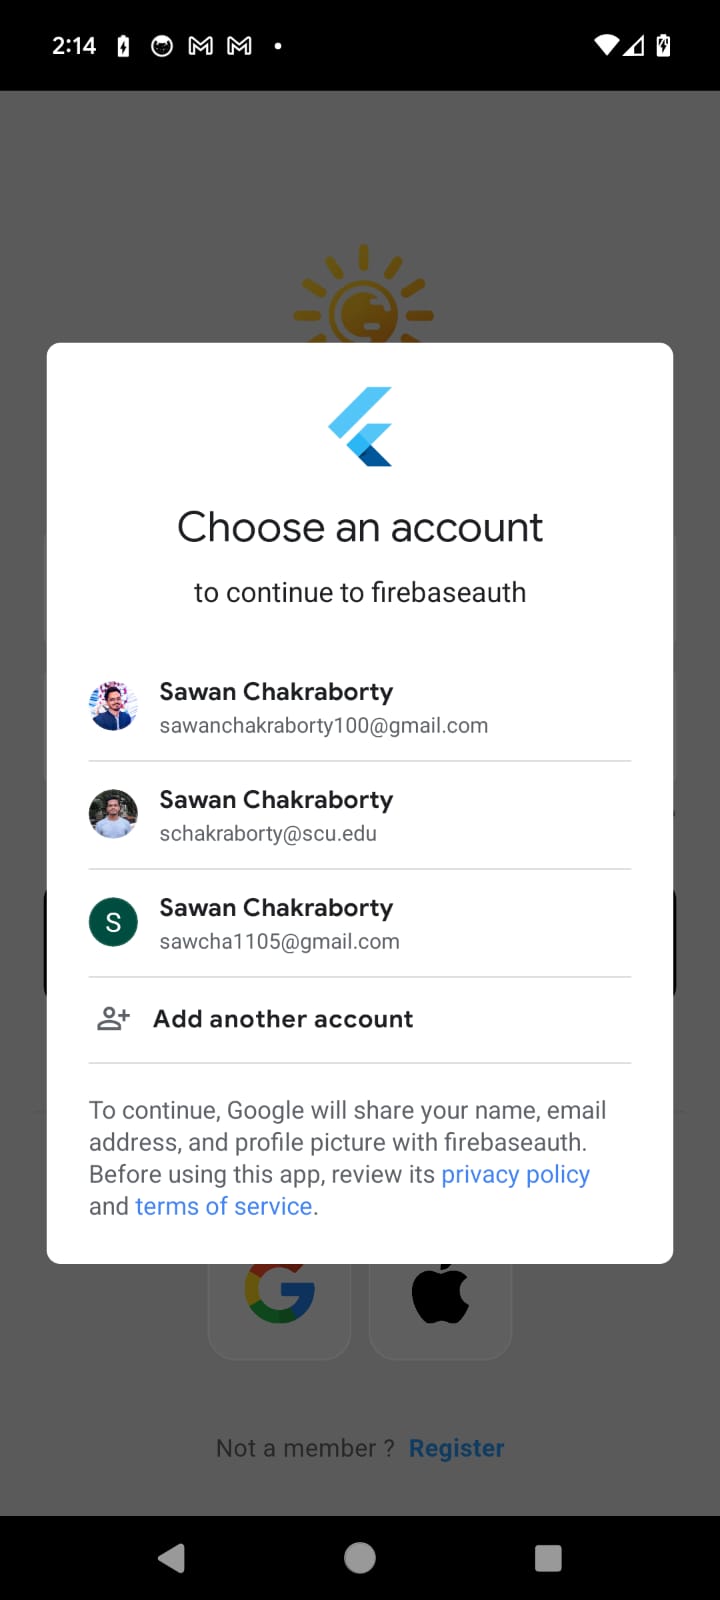 2:14
Choose an account
to continue to firebaseauth
Sawan Chakraborty
sawanchakraborty100@gmail.com
Sawan Chakraborty
schakraborty@scu.edu
S
Sawan Chakraborty
sawcha1105@gmail.com
Add another account
To continue, Google will share your name, email
address, and profile picture with firebaseauth.
Before using this app, review its privacy policy
and terms of service.
Not a member ? Register